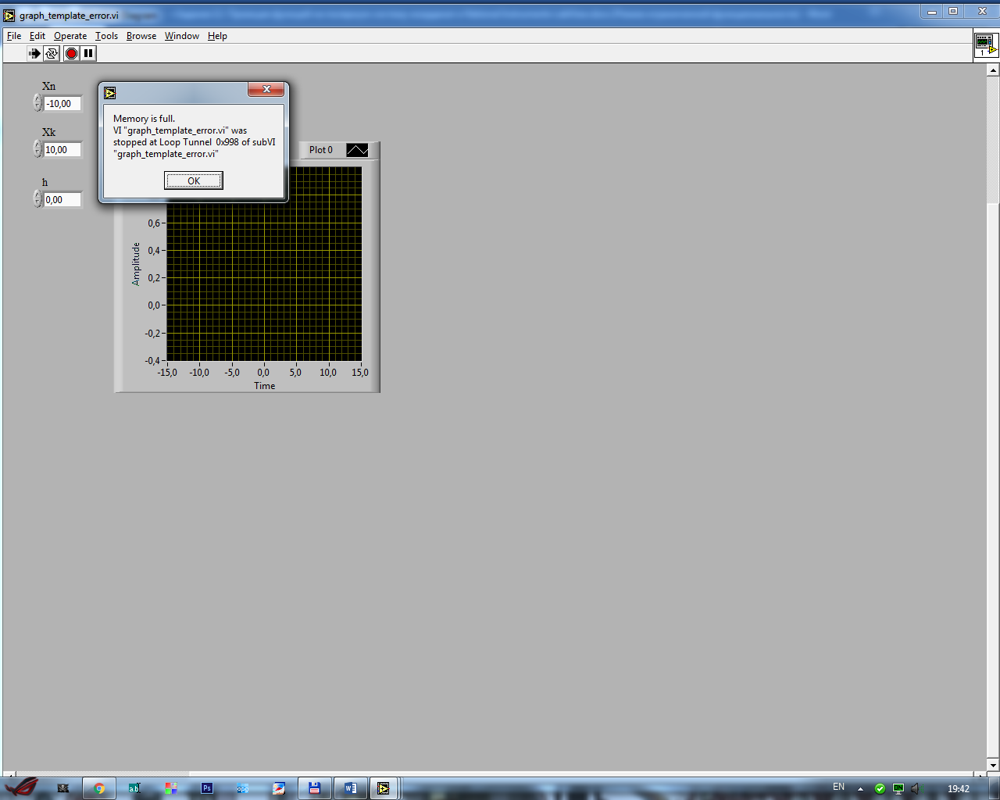 graph_template_error.vi
File Edit Operate Tools Browse Window Help
1
Xn
-10,00
Xk
10,00
h
0,00
Memory is full.
VI "graph_template_error.vi" was
stopped at Loop Tunnel 0x998 of subVI
"graph_template_error.vi"
OK
Plot 0
Amplitude
0,6
0,4
0,2
0,0
-0,2
-0,4
-15,0 -10,0 -5,0 0,0 5,0 10,0 15,0
Time
a.b
Ps
jpg
W
EN
19:42